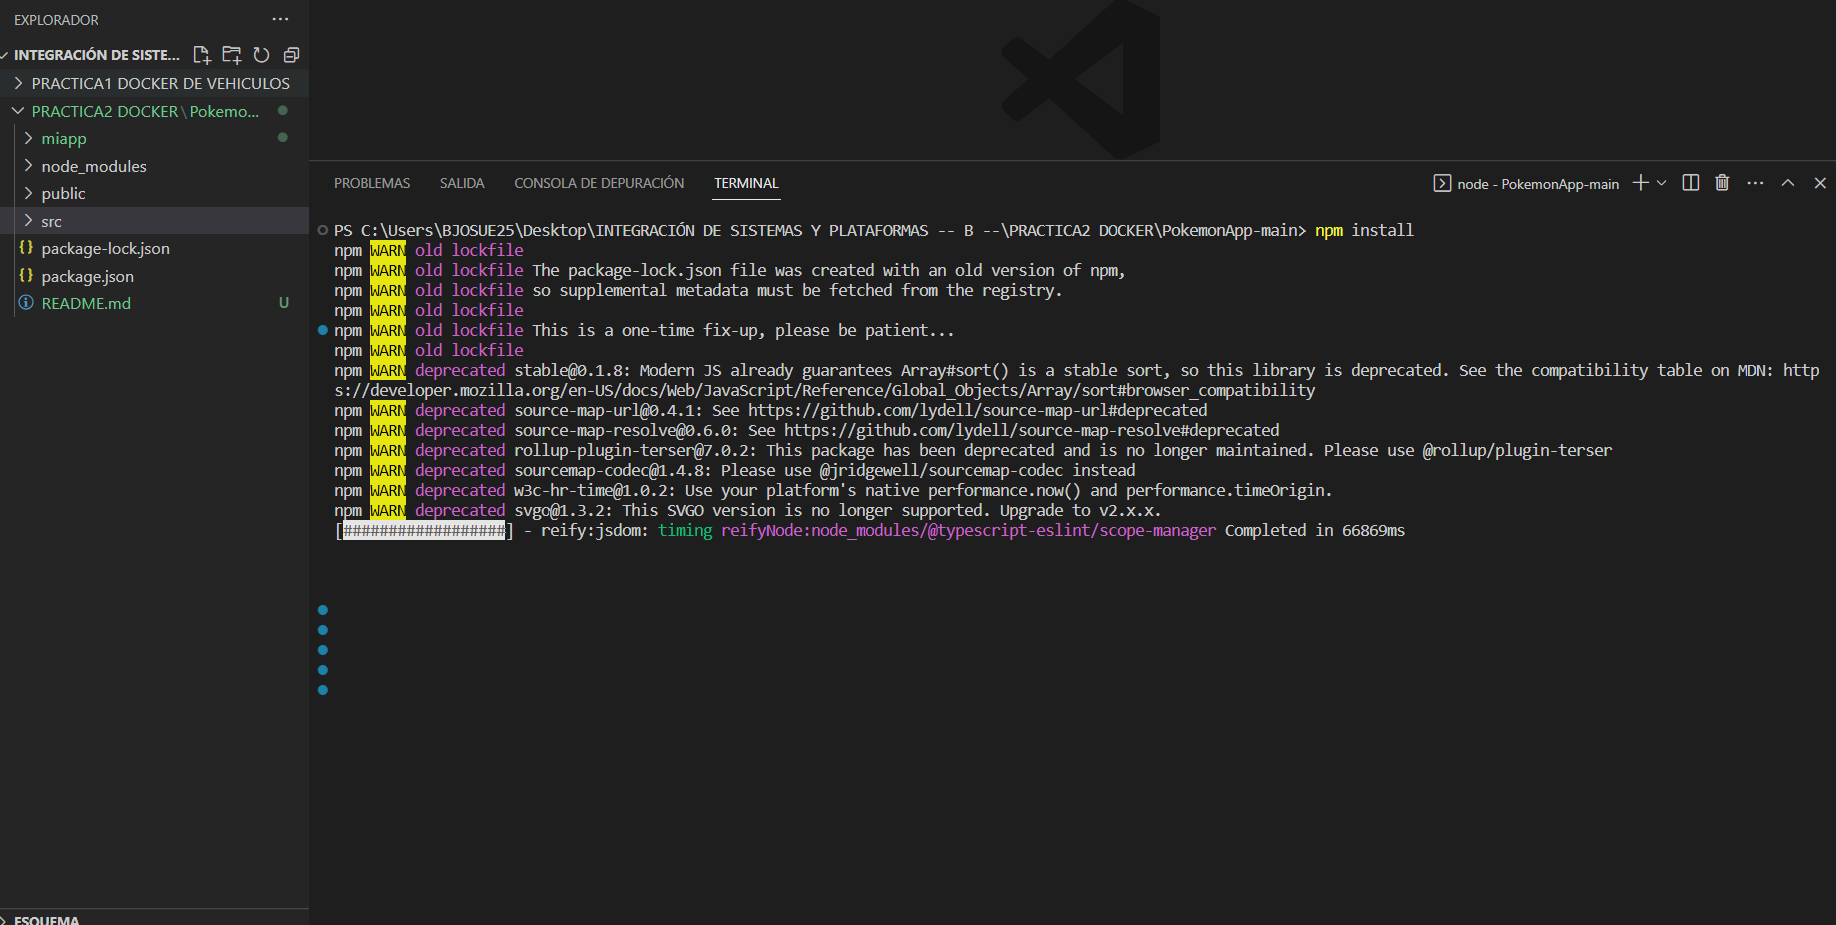 EXPLORADOR
INTEGRACIÓN DE SISTE...
PRACTICA1 DOCKER DE VEHICULOS
PRACTICA2 DOCKER\Pokemo...
miapp
node_modules
public
src
package-lock.json
package.json
README.md U
ESQUEMA
PROBLEMAS SALIDA CONSOLA DE DEPURACIÓN TERMINAL
node - PokemonApp-main
PS C:\Users\BJOSUE25\Desktop\INTEGRACIÓN DE SISTEMAS Y PLATAFORMAS -- B --\PRACTICA2 DOCKER\PokemonApp-main> npm install
npm WARN old lockfile
npm WARN old lockfile The package-lock.json file was created with an old version of npm,
npm WARN old lockfile so supplemental metadata must be fetched from the registry.
npm WARN old lockfile
npm WARN old lockfile This is a one-time fix-up, please be patient...
npm WARN old lockfile
npm WARN deprecated stable@0.1.8: Modern JS already guarantees Array#sort() is a stable sort, so this library is deprecated. See the compatibility table on MDN: http
s://developer.mozilla.org/en-US/docs/Web/JavaScript/Reference/Global_Objects/Array/sort#browser_compatibility
npm WARN deprecated source-map-url@0.4.1: See https://github.com/lydell/source-map-url#deprecated
npm WARN deprecated source-map-resolve@0.6.0: See https://github.com/lydell/source-map-resolve#deprecated
npm WARN deprecated rollup-plugin-terser@7.0.2: This package has been deprecated and is no longer maintained. Please use @rollup/plugin-terser
npm WARN deprecated sourcemap-codec@1.4.8: Please use @jridgewell/sourcemap-codec instead
npm WARN deprecated w3c-hr-time@1.0.2: Use your platform's native performance.now() and performance.timeOrigin.
npm WARN deprecated svgo@1.3.2: This SVGO version is no longer supported. Upgrade to v2.x.x.
[##################] - reify:jsdom: timing reifyNode:node_modules/@typescript-eslint/scope-manager Completed in 66869ms